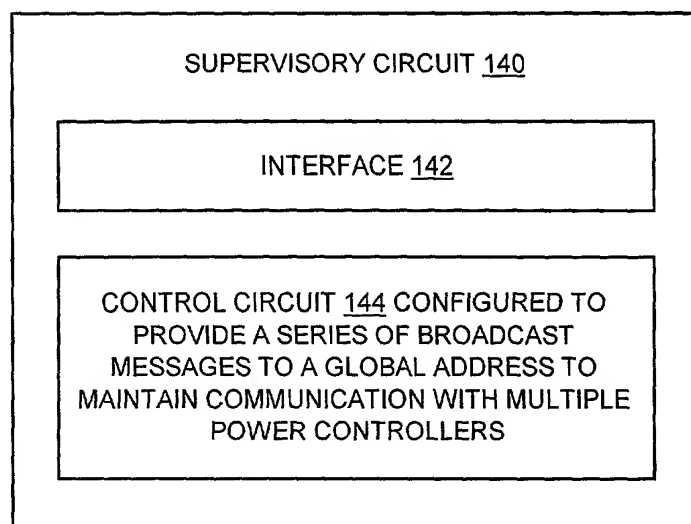 SUPERVISORY CIRCUIT 140
INTERFACE 142
CONTROL CIRCUIT 144 CONFIGURED TO
PROVIDE A SERIES OF BROADCAST
MESSAGES TO A GLOBAL ADDRESS TO
MAINTAIN COMMUNICATION WITH MULTIPLE
POWER CONTROLLERS